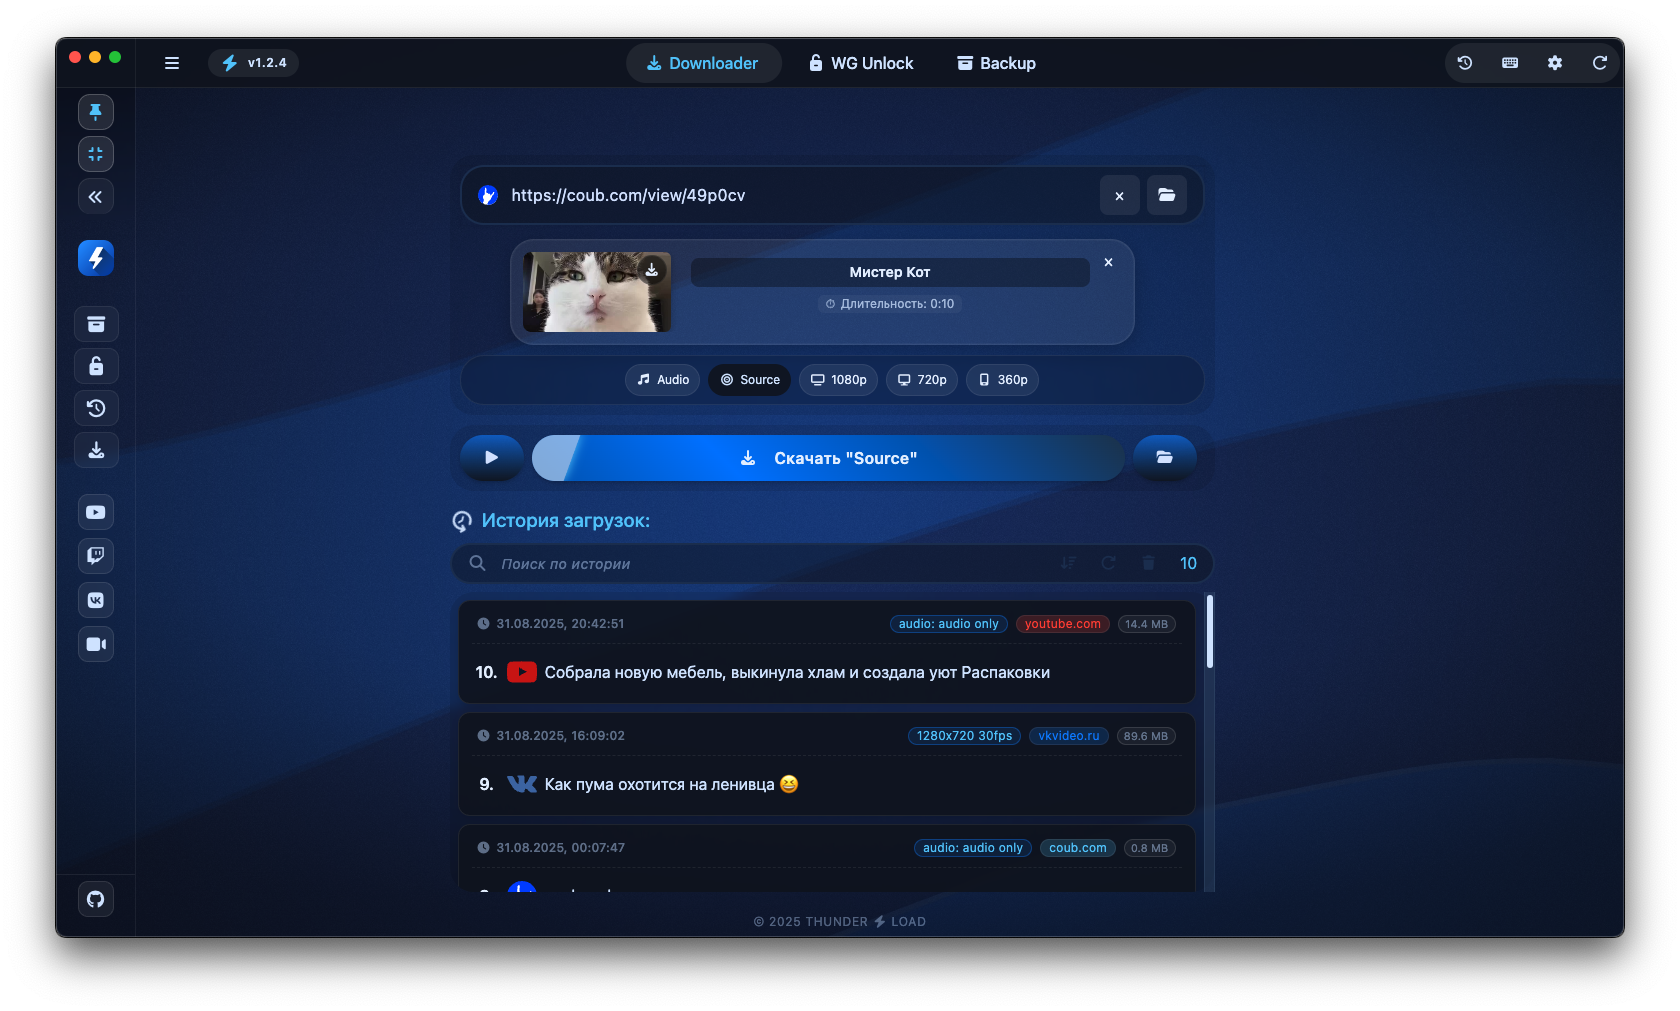 v1.2.4
Downloader
WG Unlock
Backup
https://coub.com/view/49p0cv
Мистер Кот
Длительность: 0:10
Audio
Source
1080p
720p
360p
Скачать "Source"
История загрузок:
Поиск по истории
10
31.08.2025, 20:42:51
audio: audio only
youtube.com
14.4 MB
10. Собрала новую мебель, выкинула хлам и создала уют Распаковки
31.08.2025, 16:09:02
1280x720 30fps
vkvideo.ru
89.6 MB
9. Как пума охотится на ленивца 😆
31.08.2025, 00:07:47
audio: audio only
coub.com
0.8 MB
© 2025 THUNDER ⚡ LOAD